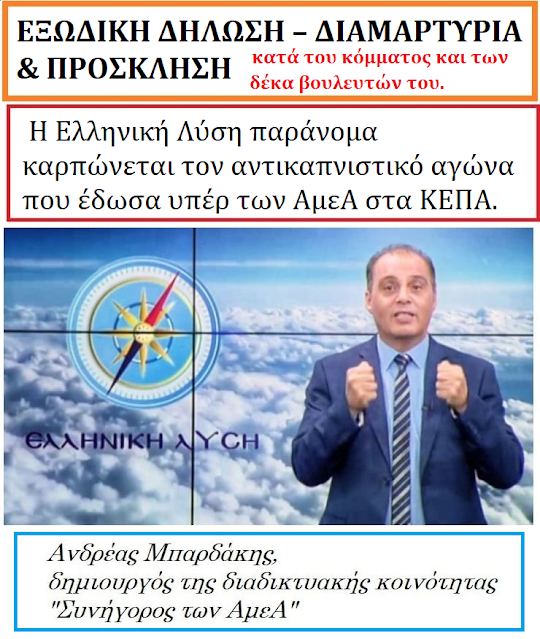 ΕΞΩΔΙΚΗ ΔΗΛΩΣΗ – ΔΙΑΜΑΡΤΥΡΙΑ
& ΠΡΟΣΚΛΗΣΗ κατά του κόμματος και των
δέκα βουλευτών του.
Η Ελληνική Λύση παράνομα
καρπώνεται τον αντικαπνιστικό αγώνα
που έδωσα υπέρ των ΑμεΑ στα ΚΕΠΑ.
ΕΛΛΗΝΙΚΗ ΛΥСΗ
Ανδρέας Μπαρδάκης,
δημιουργός της διαδικτυακής κοινότητας
"Συνήγορος των ΑμεΑ"